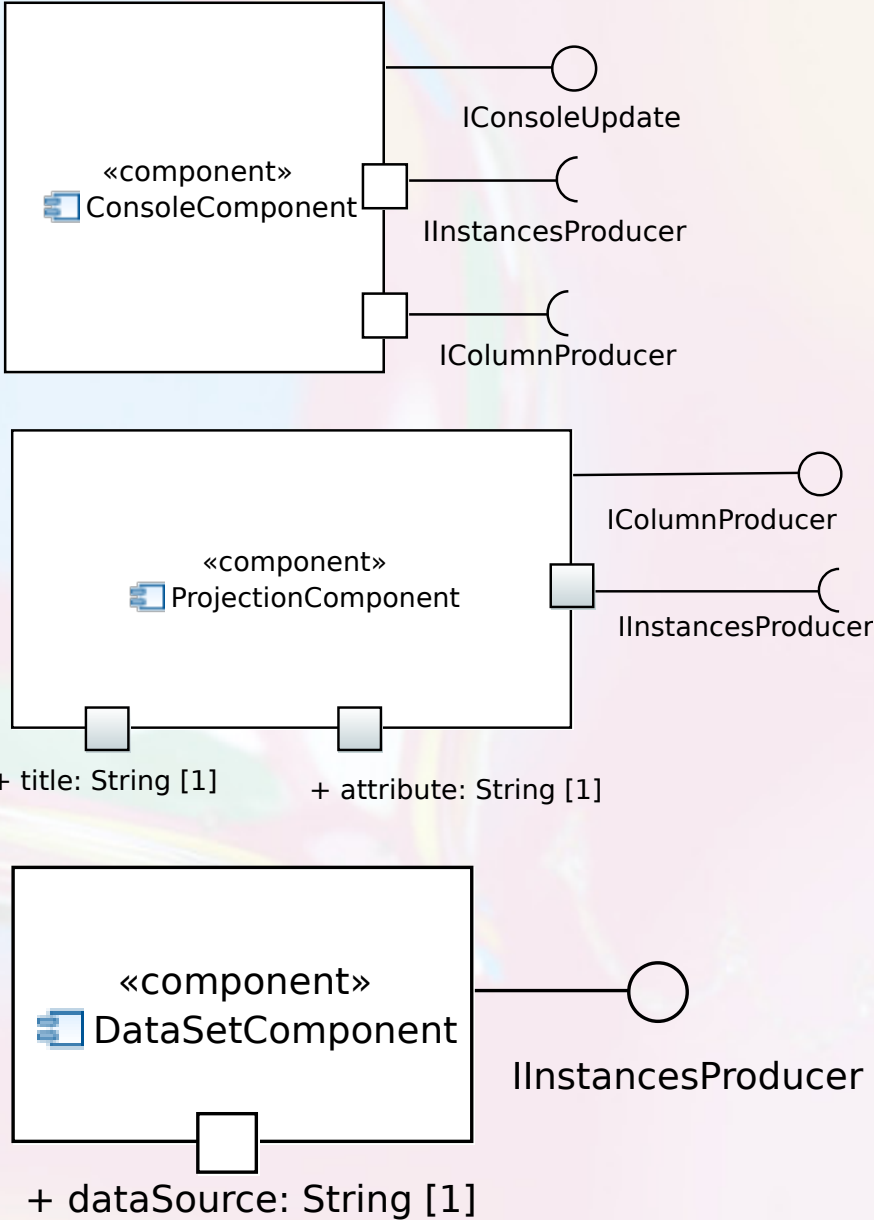 «component»
ConsoleComponent
IConsoleUpdate
IInstancesProducer
IColumnProducer
«component»
ProjectionComponent
IColumnProducer
IInstancesProducer
+ title: String [1]
+ attribute: String [1]
«component»
DataSetComponent
IInstancesProducer
+ dataSource: String [1]